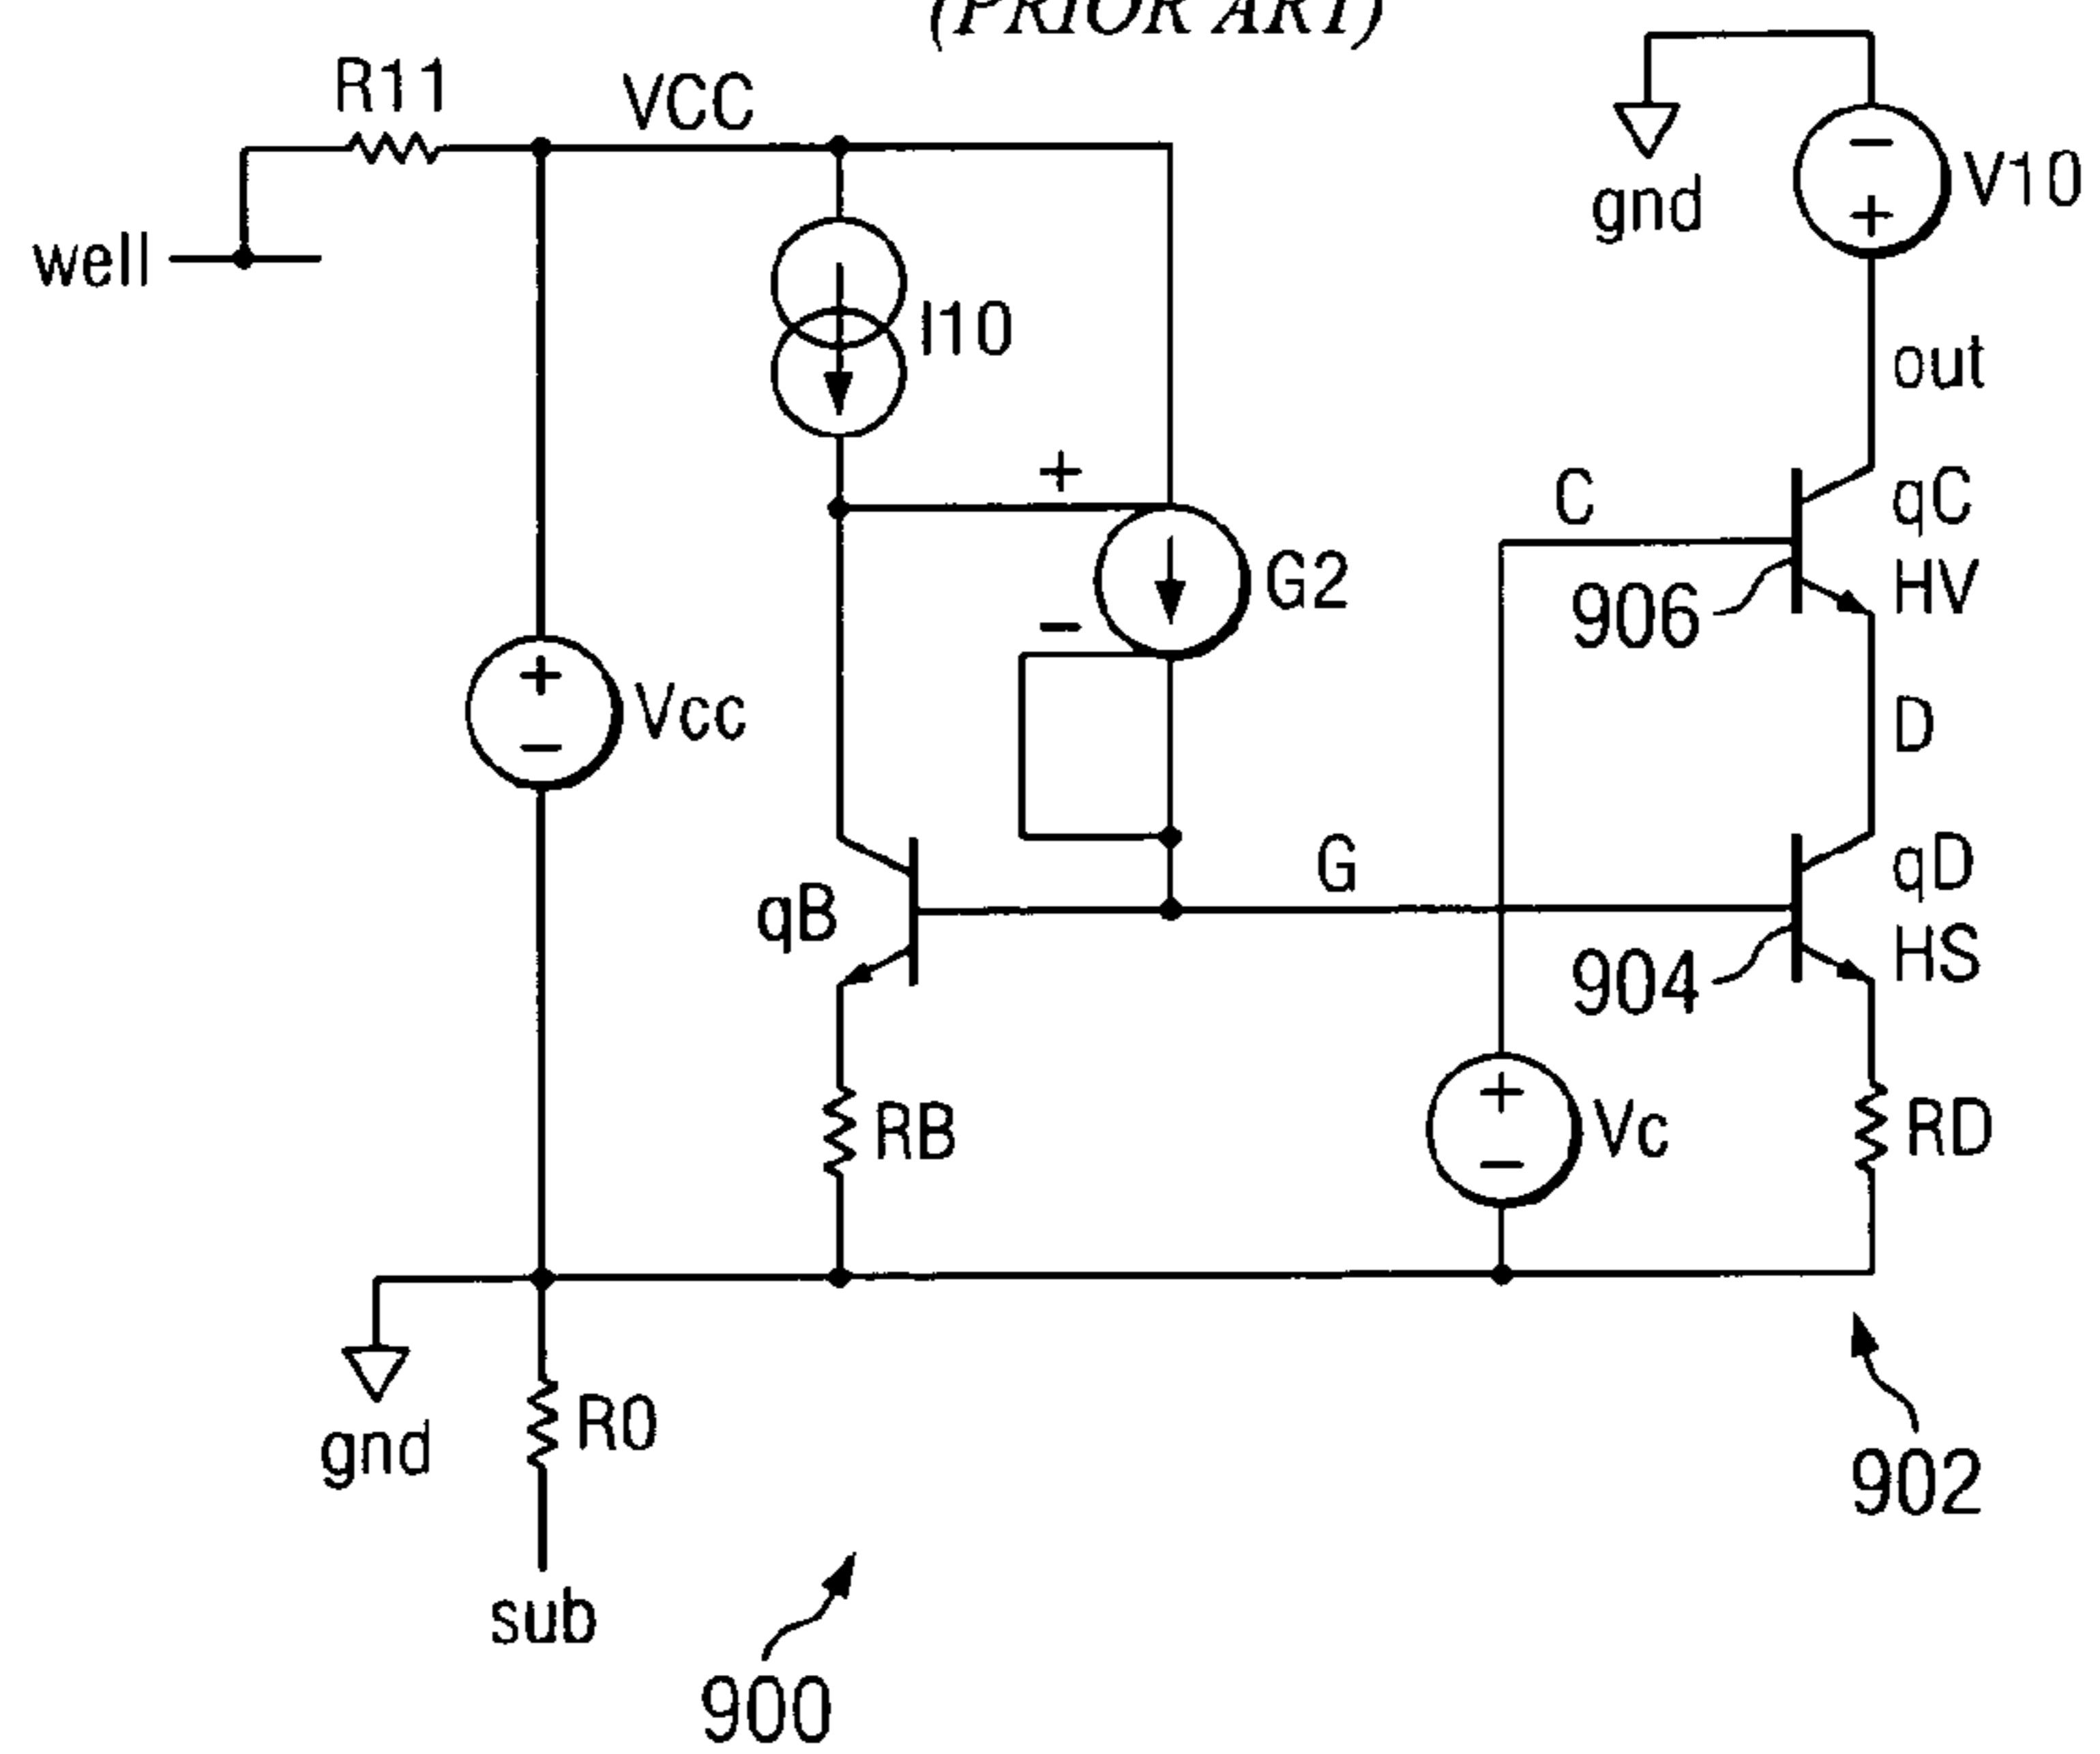 (PRIOR ART)
R11
VCC
well
I10
gnd
V10
out
+
G2
-
C
qC
HV
906
D
Vcc
+
-
qB
G
qD
HS
904
RB
+
-
Vc
RD
gnd
R0
sub
900
902
-
+